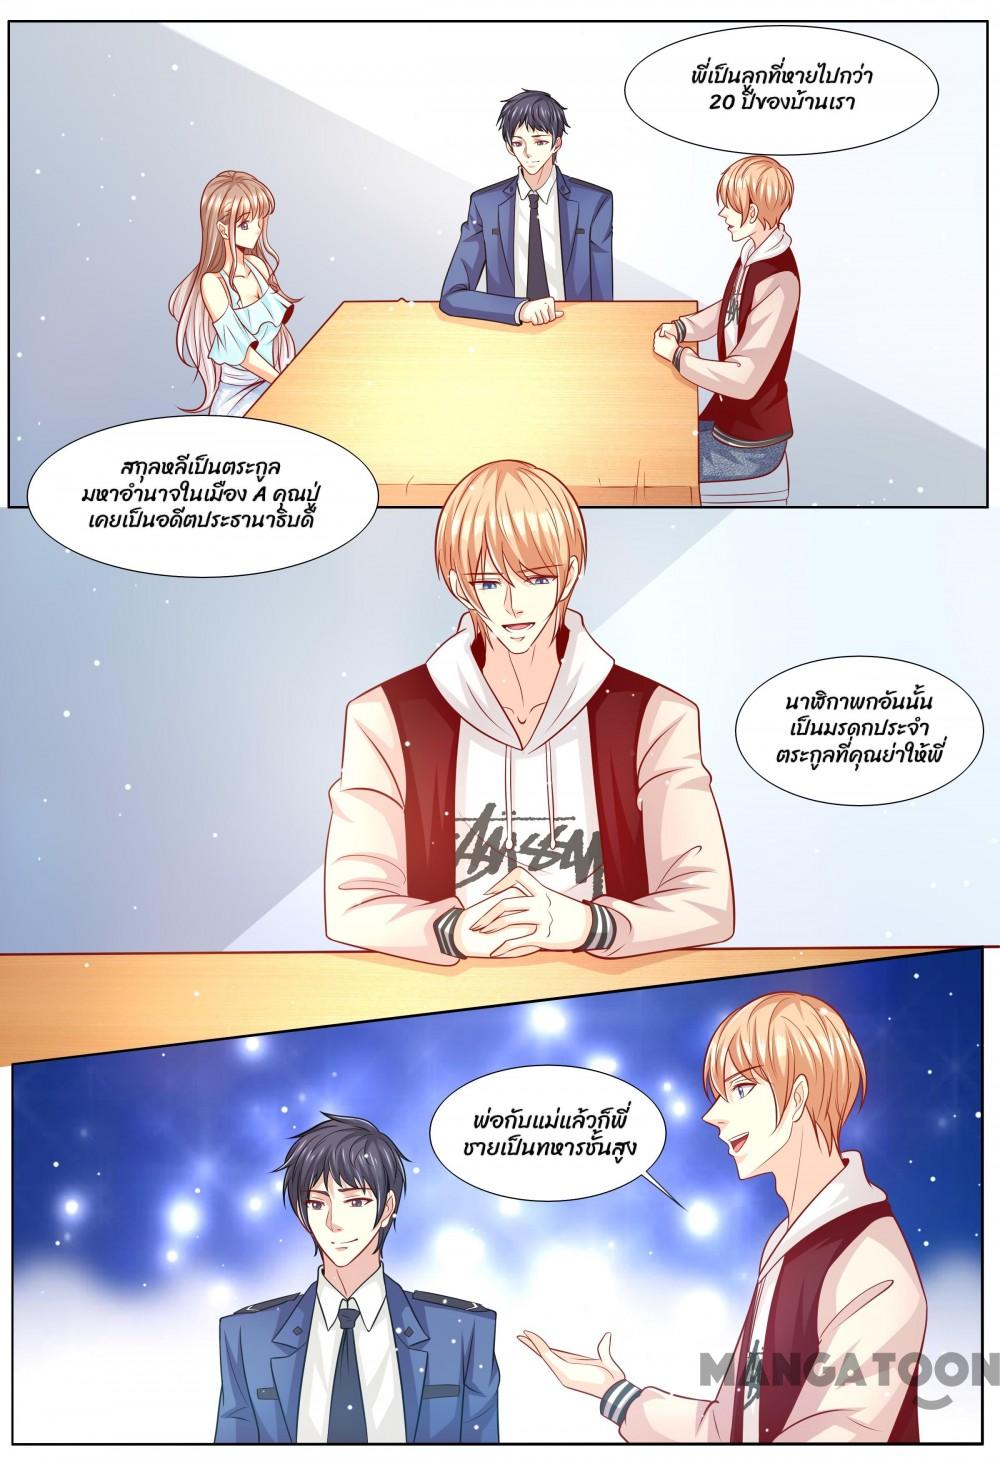 พี่เป็นลูกที่หายไปกว่า
20 ปีของบ้านเรา
สกุลหลีเป็นตระกูล
มหาอำนาจในเมือง A คุณปู่
เคยเป็นอดีตประธานาธิบดี
นาฬิกาพกอันนั้น
เป็นมรดกประจำ
ตระกูลที่คุณย่าให้พี่
พ่อกับแม่แล้วก็พี่
ชายเป็นทหารชั้นสูง
MANGATOON